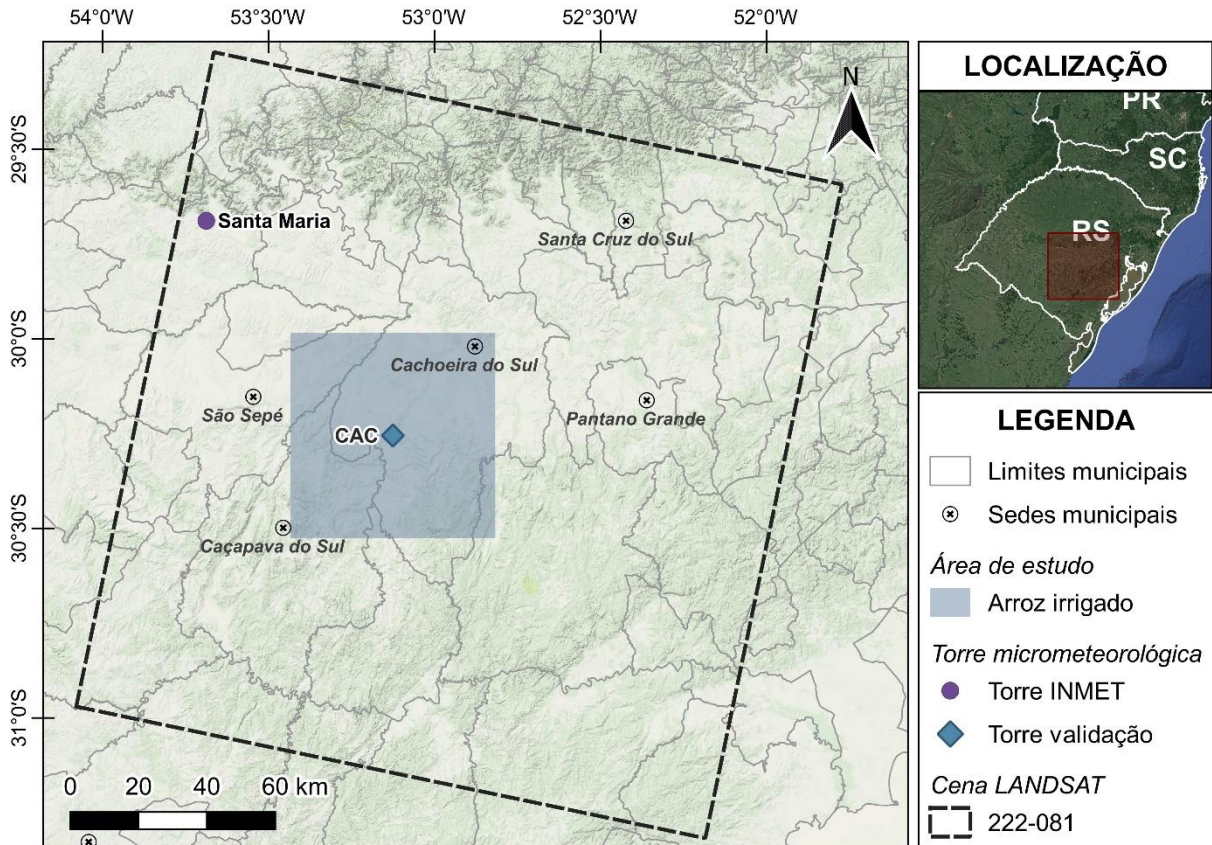 54°0'W
53°30'W
53°0'W
52°30'W
52°0'W
29°30'S
30°0'S
30°30'S
31°0'S
N
Santa Maria
Santa Cruz do Sul
Cachoeira do Sul
São Sepé
Pantano Grande
CAC
Caçapava do Sul
0 20 40 60 km
LOCALIZAÇÃO
PR
SC
RS
LEGENDA
Limites municipais
Sedes municipais
Área de estudo
Arroz irrigado
Torre micrometeorológica
Torre INMET
Torre validação
Cena LANDSAT
222-081